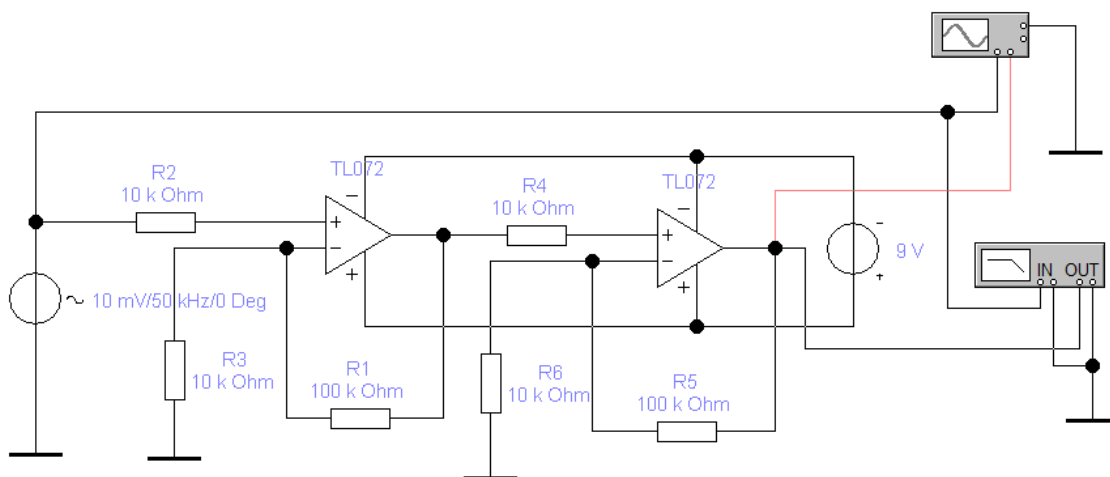 R2
10 k Ohm
TL072
−
+
−
+
R4
10 k Ohm
TL072
−
+
−
+
−
9 V
+
IN OUT
10 mV/50 kHz/0 Deg
R3
10 k Ohm
R1
100 k Ohm
R6
10 k Ohm
R5
100 k Ohm